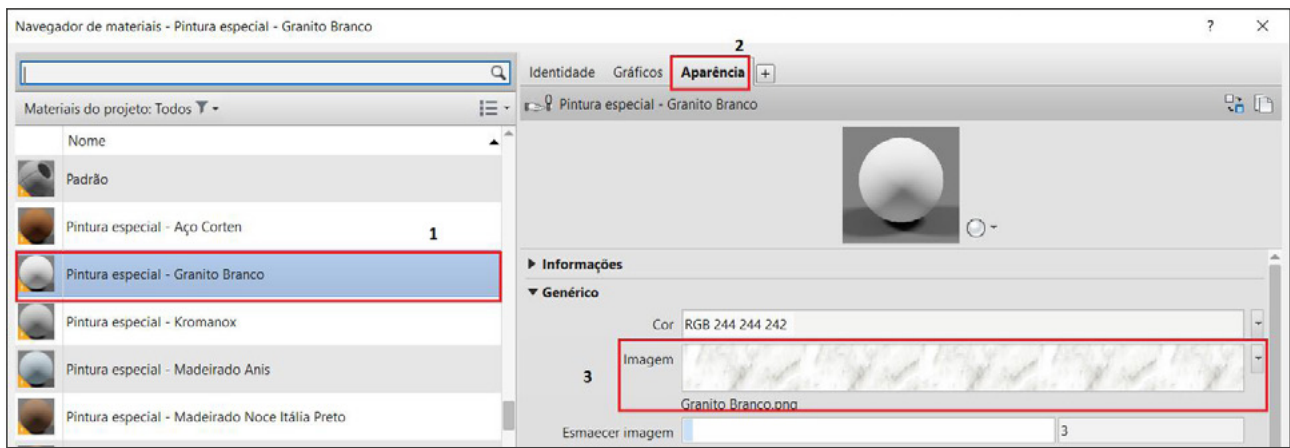 Navegador de materiais - Pintura especial - Granito Branco
?
2
Identidade Gráficos Aparência +
Materiais do projeto: Todos
Pintura especial - Granito Branco
Nome
Padrão
Pintura especial - Aço Corten
1
Pintura especial - Granito Branco
Pintura especial - Kromanox
Pintura especial - Madeirado Anis
Pintura especial - Madeirado Noce Itália Preto
Informações
Genérico
Cor RGB 244 244 242
Imagem
3
Granito Branco.png
Esmaecer imagem 3